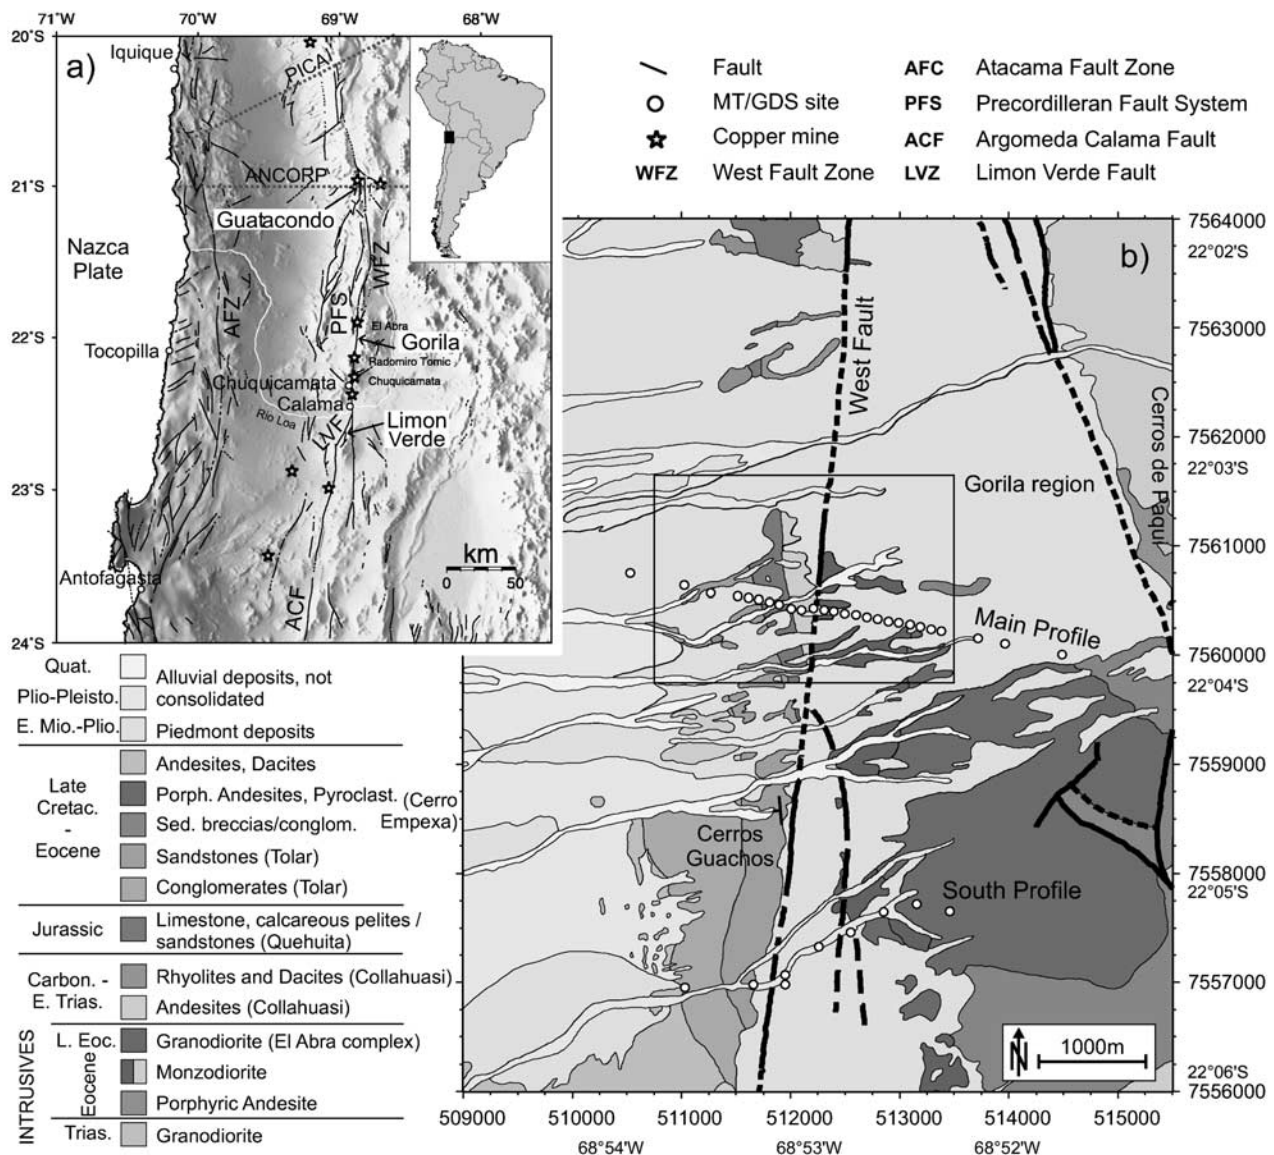 71°W 70°W 69°W 68°W
20°S
21°S
22°S
23°S
24°S
a)
Iquique
PICA
ANCORP
Guatacondo
Nazca
Plate
WFZ
PFS
AFZ
El Abra
Gorila
Tocopilla
Radomiro Tomic
Chuquicamata
Chuquicamata
Calama
Rio Loa
LVF
Limon
Verde
km
0 50
Antofagasta
ACF
Fault
MT/GDS site
Copper mine
WFZ West Fault Zone
AFC Atacama Fault Zone
PFS Precordilleran Fault System
ACF Argomeda Calama Fault
LVZ Limon Verde Fault
b)
West Fault
Cerros de Paqui
Gorila region
Main Profile
Cerros
Guachos
South Profile
N
1000m
7564000
22°02'S
7563000
7562000
22°03'S
7561000
7560000
22°04'S
7559000
7558000
22°05'S
7557000
22°06'S
7556000
509000 510000 511000 512000 513000 514000 515000
68°54'W 68°53'W 68°52'W
Quat.
Plio-Pleisto.
E. Mio.-Plio.
Alluvial deposits, not
consolidated
Piedmont deposits
Late
Cretac.
-
Eocene
Andesites, Dacites
Porph. Andesites, Pyroclast.
(Cerro
Empexa)
Sed. breccias/conglom.
Sandstones (Tolar)
Conglomerates (Tolar)
Jurassic
Limestone, calcareous pelites /
sandstones (Quehuita)
Carbon. -
E. Trias.
Rhyolites and Dacites (Collahuasi)
Andesites (Collahuasi)
INTRUSIVES
L. Eoc.
Granodiorite (El Abra complex)
Eocene
Monzodiorite
Porphyric Andesite
Trias.
Granodiorite